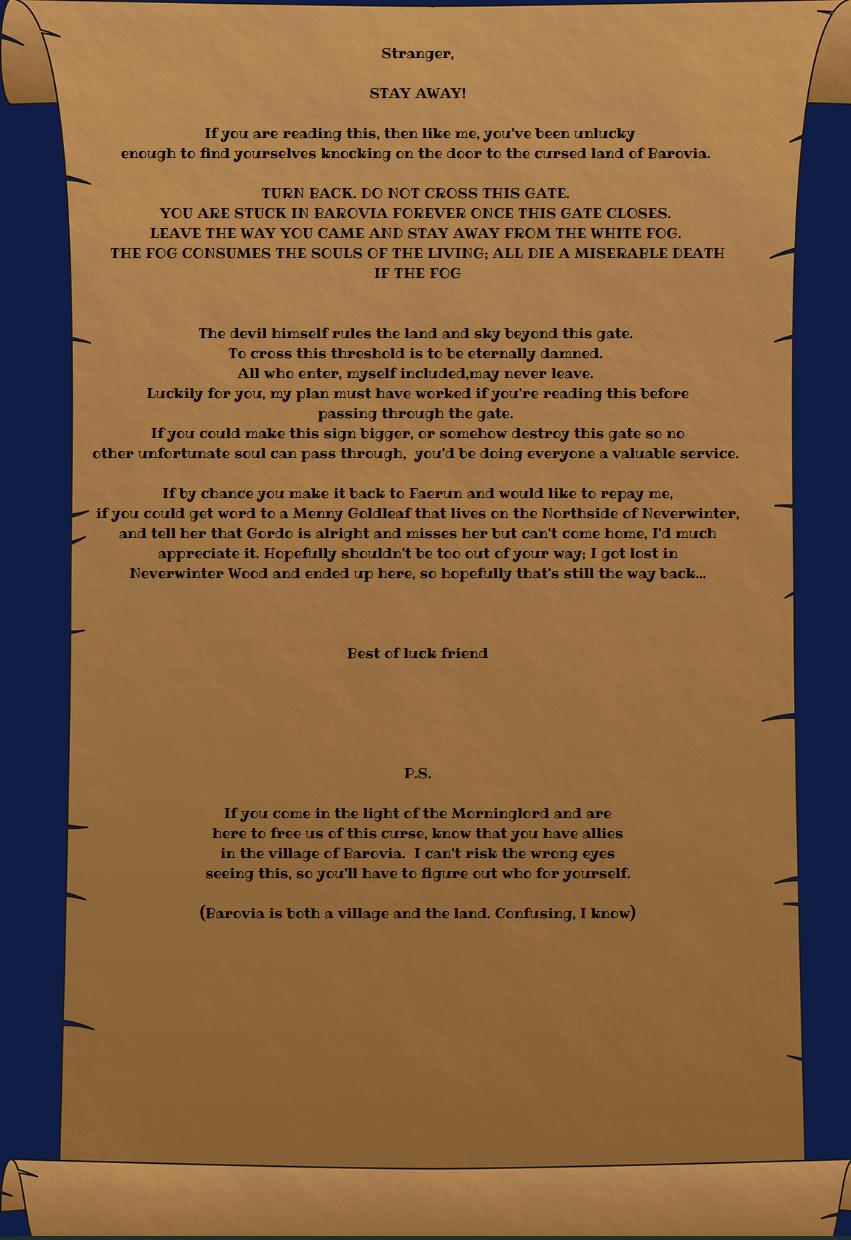 Stranger,
STAY AWAY!
If you are reading this, then like me, you've been unlucky
enough to find yourselves knocking on the door to the cursed land of Barovia.
TURN BACK. DO NOT CROSS THIS GATE.
YOU ARE STUCK IN BAROVIA FOREVER ONCE THIS GATE CLOSES.
LEAVE THE WAY YOU CAME AND STAY AWAY FROM THE WHITE FOG.
THE FOG CONSUMES THE SOULS OF THE LIVING; ALL DIE A MISERABLE DEATH
IF THE FOG
The devil himself rules the land and sky beyond this gate.
To cross this threshold is to be eternally damned.
All who enter, myself included,may never leave.
Luckily for you, my plan must have worked if you're reading this before
passing through the gate.
If you could make this sign bigger, or somehow destroy this gate so no
other unfortunate soul can pass through, you'd be doing everyone a valuable service.
If by chance you make it back to Faerun and would like to repay me,
if you could get word to a Menny Goldleaf that lives on the Northside of Neverwinter,
and tell her that Gordo is alright and misses her but can't come home, I'd much
appreciate it. Hopefully shouldn't be too out of your way; I got lost in
Neverwinter Wood and ended up here, so hopefully that's still the way back...
Best of luck friend
P.S.
If you come in the light of the Morninglord and are
here to free us of this curse, know that you have allies
in the village of Barovia. I can't risk the wrong eyes
seeing this, so you'll have to figure out who for yourself.
(Barovia is both a village and the land. Confusing, I know)